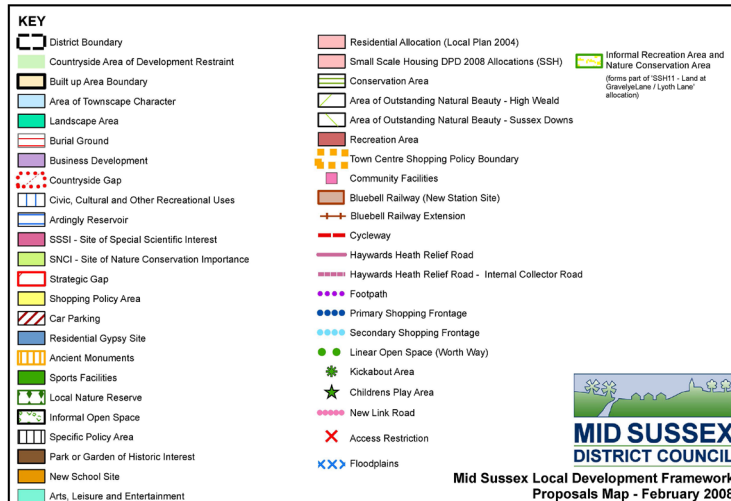 KEY
District Boundary
Countryside Area of Development Restraint
Built up Area Boundary
Area of Townscape Character
Landscape Area
Burial Ground
Business Development
Countryside Gap
Civic, Cultural and Other Recreational Uses
Ardingly Reservoir
SSSI - Site of Special Scientific Interest
SNCI - Site of Nature Conservation Importance
Strategic Gap
Shopping Policy Area
Car Parking
Residential Gypsy Site
Ancient Monuments
Sports Facilities
Local Nature Reserve
Informal Open Space
Specific Policy Area
Park or Garden of Historic Interest
New School Site
Arts, Leisure and Entertainment
Residential Allocation (Local Plan 2004)
Small Scale Housing DPD 2008 Allocations (SSH)
Conservation Area
Area of Outstanding Natural Beauty - High Weald
Area of Outstanding Natural Beauty - Sussex Downs
Recreation Area
Town Centre Shopping Policy Boundary
Community Facilities
Bluebell Railway (New Station Site)
Bluebell Railway Extension
Cycleway
Haywards Heath Relief Road
Haywards Heath Relief Road - Internal Collector Road
Footpath
Primary Shopping Frontage
Secondary Shopping Frontage
Linear Open Space (Worth Way)
Kickabout Area
Childrens Play Area
New Link Road
Access Restriction
Floodplains
Informal Recreation Area and
Nature Conservation Area
(forms part of 'SSH11 - Land at
GravelyeLane / Lyoth Lane'
allocation)
MID SUSSEX
DISTRICT COUNCIL
Mid Sussex Local Development Framework
Proposals Map - February 2008